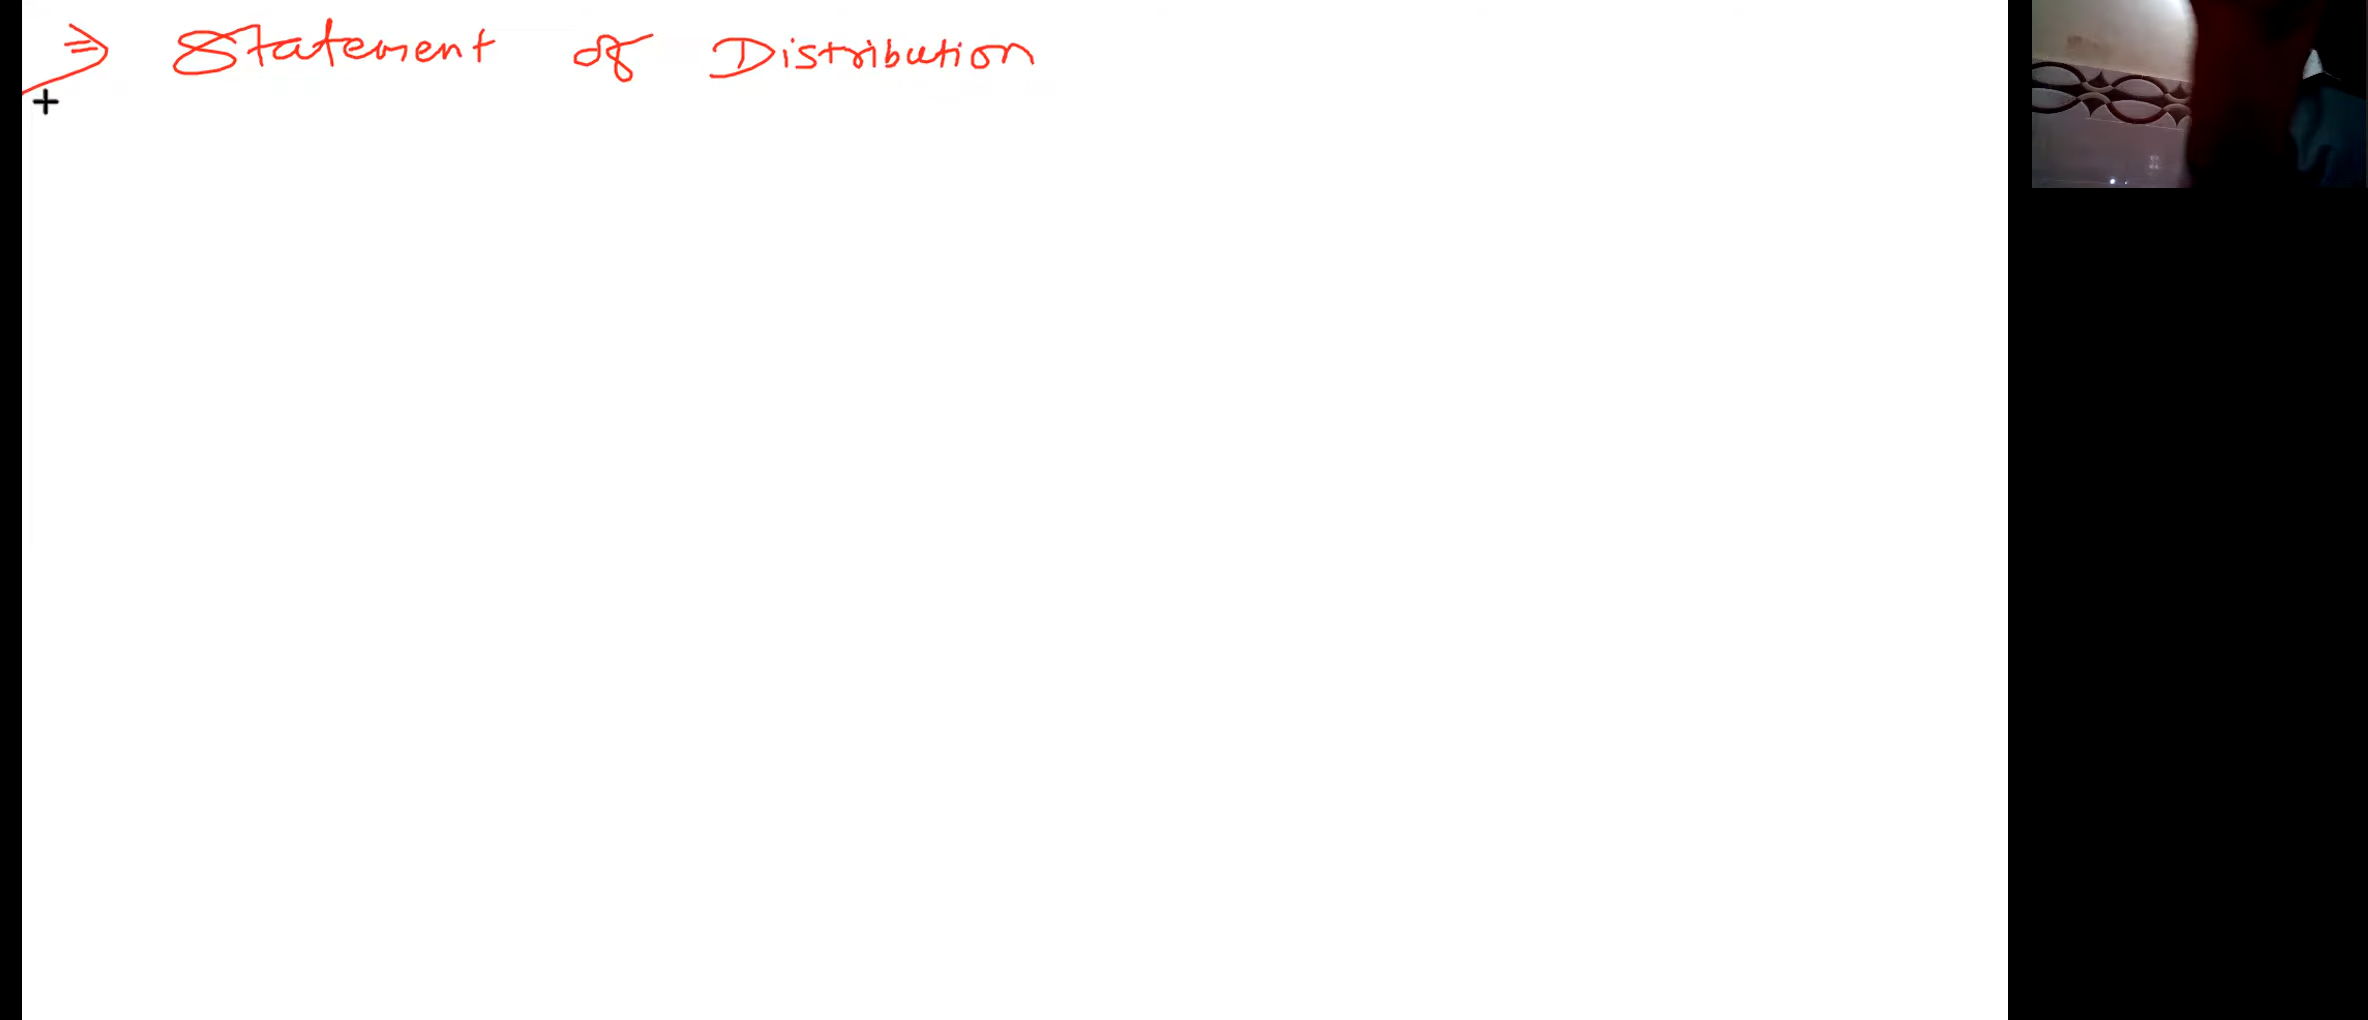 ⇒ Statement of Distribution